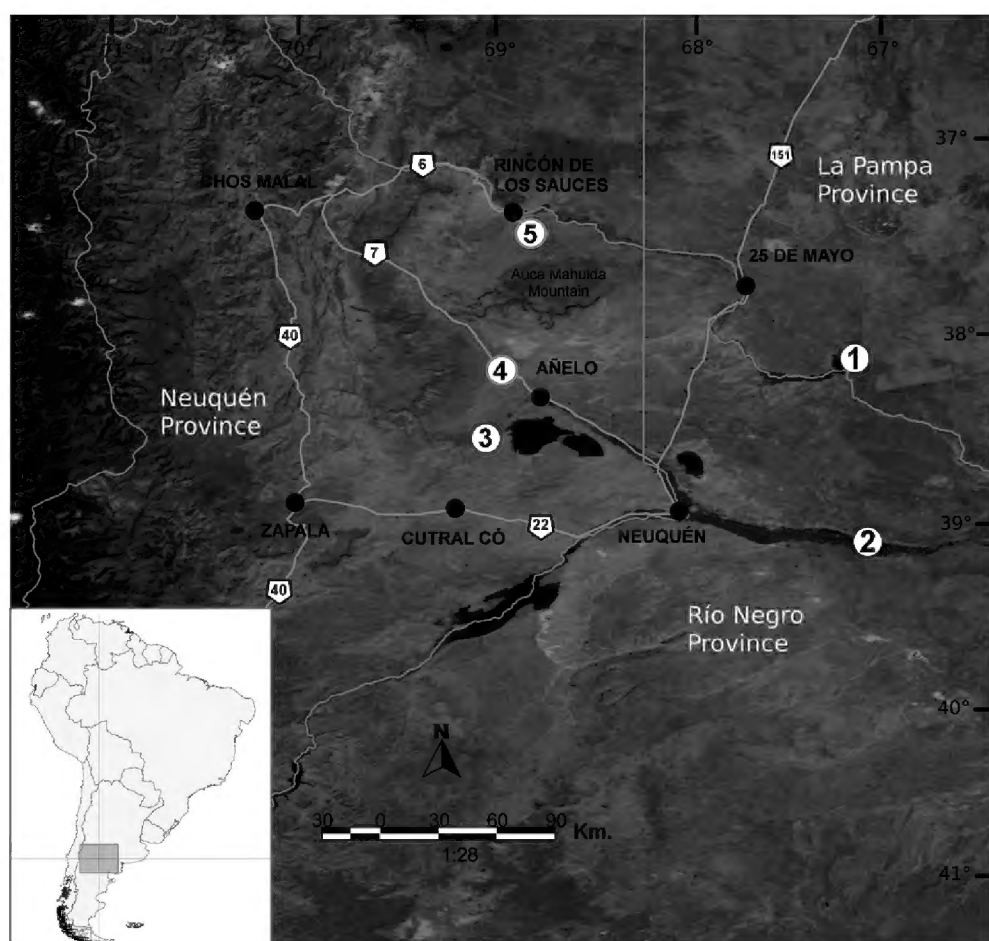 71° 70° 69° 68° 67°
37°
151
La Pampa
Province
6
RINCÓN DE
LOS SAUCES
CHOS MALAL
5
7
25 DE MAYO
Auca Mahuida
Mountain
38°
40
1
4
AÑELO
Neuquén
Province
3
ZAPALA
CUTRAL CÓ
22
NEUQUÉN
39°
2
40
Río Negro
Province
40°
N
30 0 30 60 90 Km.
1:28
41°